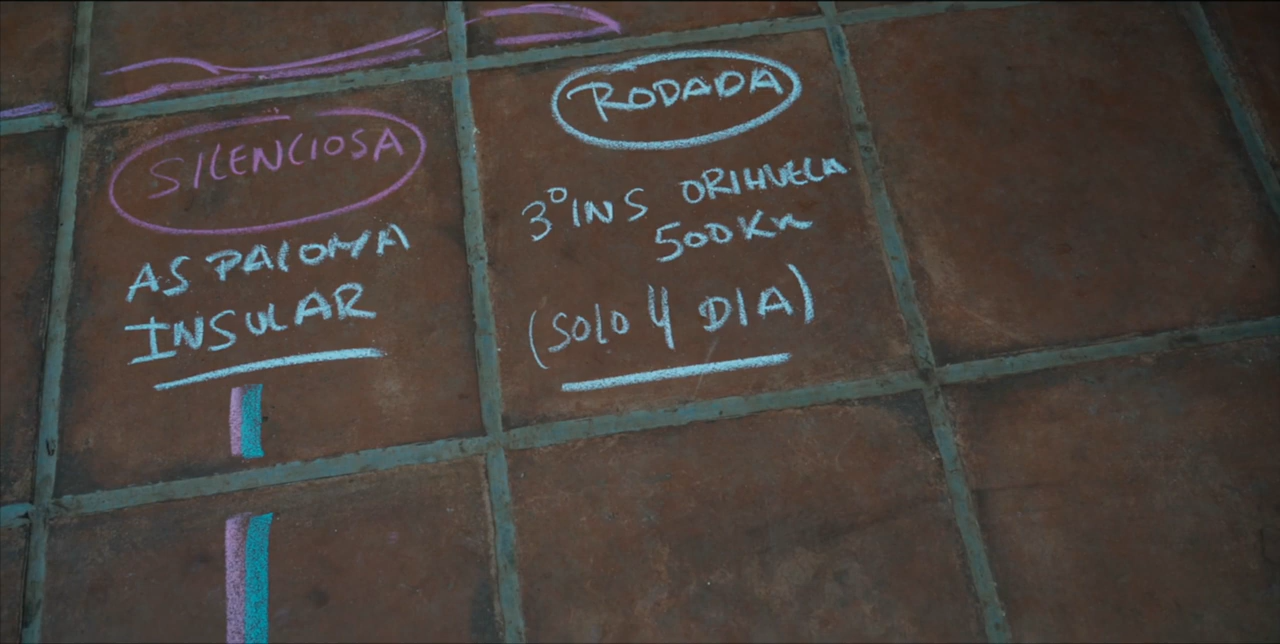 SILENCIOSA
AS PALOMA
INSULAR
RODADA
3º INS ORIHUELA
500 Km
(SOLO 4 DIA)